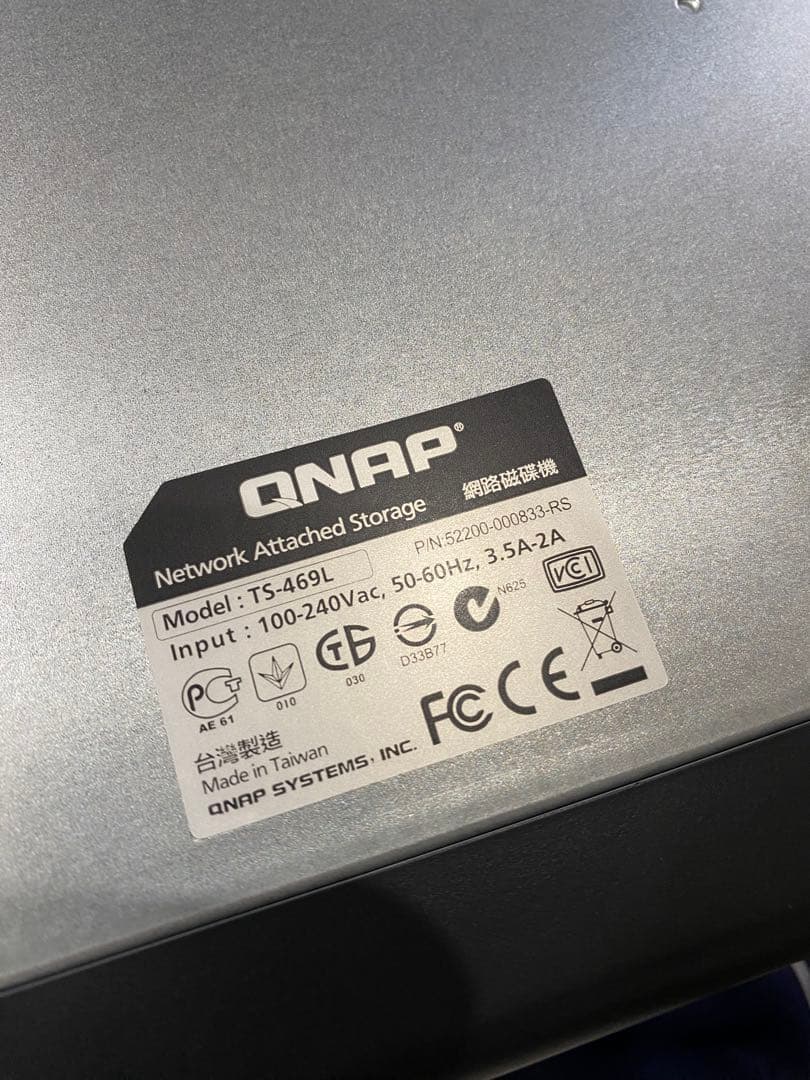 QNAP®
Network Attached Storage 網路磁碟機
P/N:52200-000833-RS
Model : TS-469L
Input : 100-240Vac, 50-60Hz, 3.5A-2A
PCT
AE 61
010
030
D33B77
N625
VCI
FC CE
台灣製造
Made in Taiwan
QNAP SYSTEMS, INC.